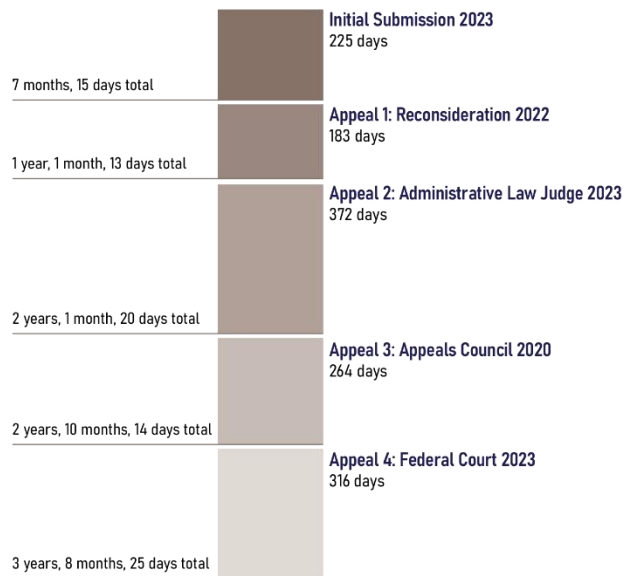 Initial Submission 2023
225 days
7 months, 15 days total
Appeal 1: Reconsideration 2022
183 days
1 year, 1 month, 13 days total
Appeal 2: Administrative Law Judge 2023
372 days
2 years, 1 month, 20 days total
Appeal 3: Appeals Council 2020
264 days
2 years, 10 months, 14 days total
Appeal 4: Federal Court 2023
316 days
3 years, 8 months, 25 days total